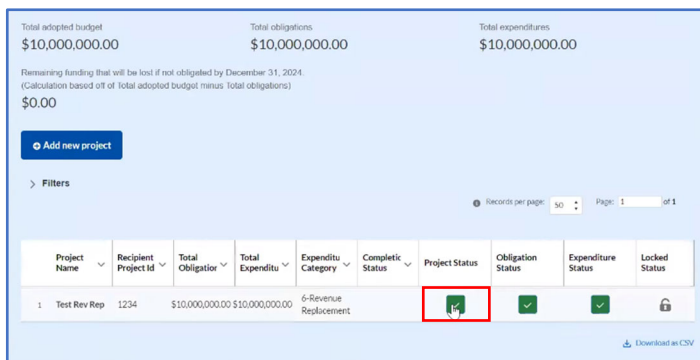 Total adopted budget Total obligations Total expenditures
$10,000,000.00 $10,000,000.00 $10,000,000.00
Remaining funding that will be lost if not obligated by December 31, 2024.
(Calculation based off of Total adopted budget minus Total obligations)
$0.00
Add new project
Filters
Records per page: 50 Page: 1 of 1
Project Recipient Total Total Expenditu Completic Project Status Obligation Expenditure Locked
Name Project Id Obligation Expenditu Category Status Status Status Status
1 Test Rev Rep 1234 $10,000,000.00 $10,000,000.00 6-Revenue
Replacement
Download as CSV